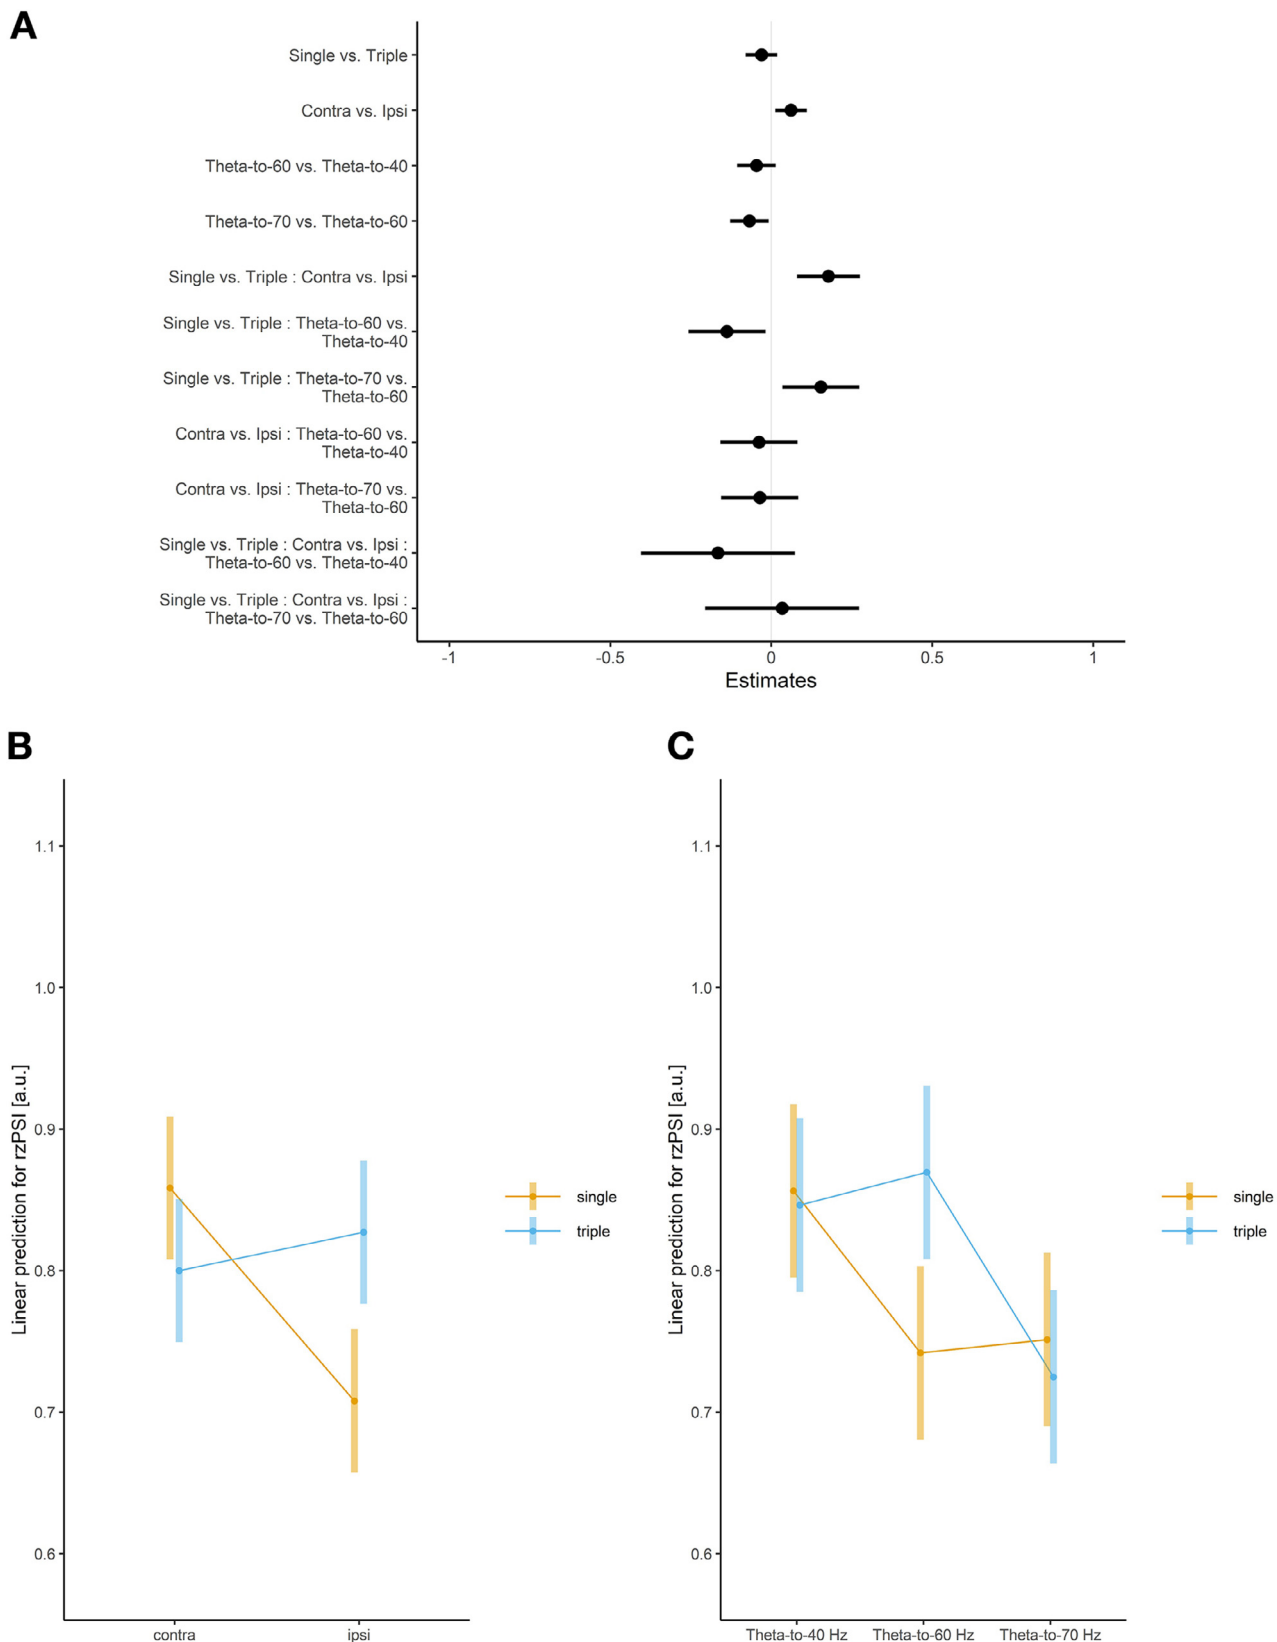 A
Single vs. Triple
Contra vs. Ipsi
Theta-to-60 vs. Theta-to-40
Theta-to-70 vs. Theta-to-60
Single vs. Triple : Contra vs. Ipsi
Single vs. Triple : Theta-to-60 vs.
Theta-to-40
Single vs. Triple : Theta-to-70 vs.
Theta-to-60
Contra vs. Ipsi : Theta-to-60 vs.
Theta-to-40
Contra vs. Ipsi : Theta-to-70 vs.
Theta-to-60
Single vs. Triple : Contra vs. Ipsi :
Theta-to-60 vs. Theta-to-40
Single vs. Triple : Contra vs. Ipsi :
Theta-to-70 vs. Theta-to-60
-1 -0.5 0 0.5 1
Estimates
B
Linear prediction for rzPSI [a.u.]
1.1
1.0
0.9
0.8
0.7
0.6
contra ipsi
single
triple
C
Linear prediction for rzPSI [a.u.]
1.1
1.0
0.9
0.8
0.7
0.6
Theta-to-40 Hz Theta-to-60 Hz Theta-to-70 Hz
single
triple